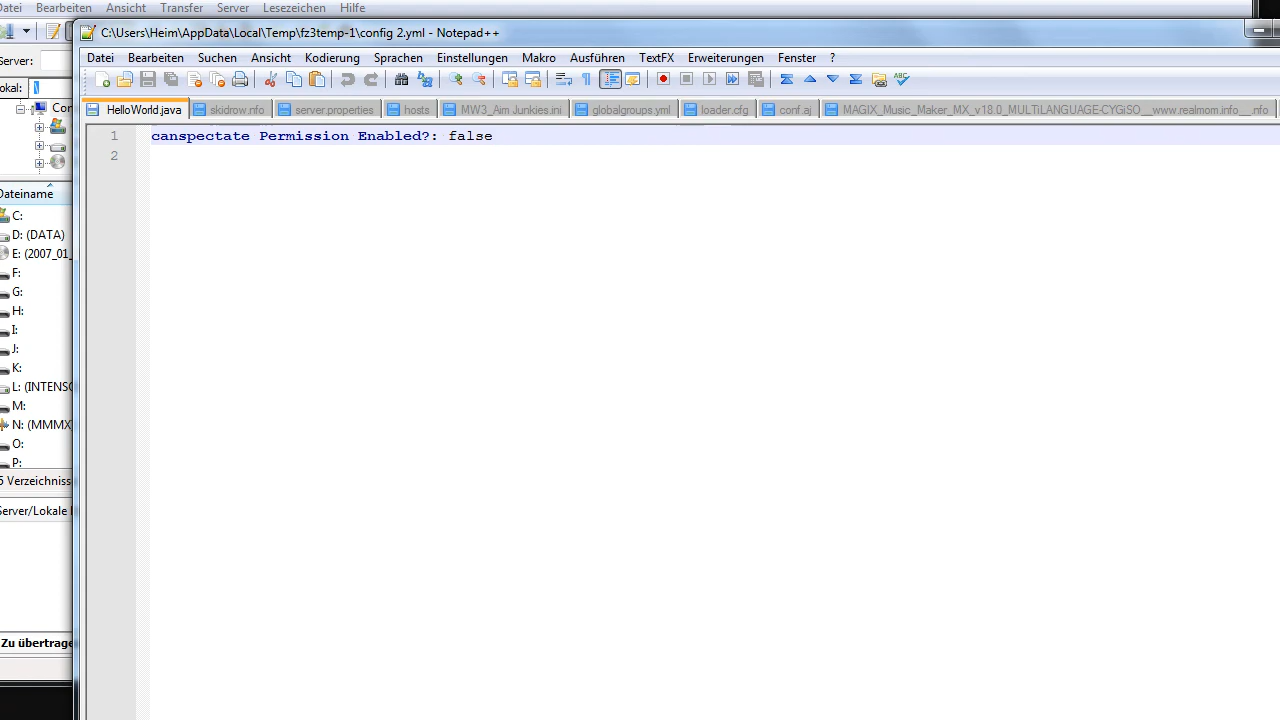 Datei Bearbeiten Ansicht Transfer Server Lesezeichen Hilfe
C:\Users\Heim\AppData\Local\Temp\fz3temp-1\config 2.yml - Notepad++
Datei Bearbeiten Suchen Ansicht Kodierung Sprachen Einstellungen Makro Ausführen TextFX Erweiterungen Fenster ?
Server:
okal: \
HelloWorld.java skidrow.nfo server.properties hosts MW3_Aim Junkies.ini globalgroups.yml loader.cfg conf.aj MAGIX_Music_Maker_MX_v18.0_MULTiLANGUAGE-CYGiSO__www.realmom.info__.nfo
Con
1 canspectate Permission Enabled?: false
2
Dateiname
C:
D: (DATA)
E: (2007_01_
F:
G:
H:
I:
J:
K:
L: (INTENSO
M:
N: (MMMX
O:
P:
5 Verzeichniss
Server/Lokale
Zu übertrage